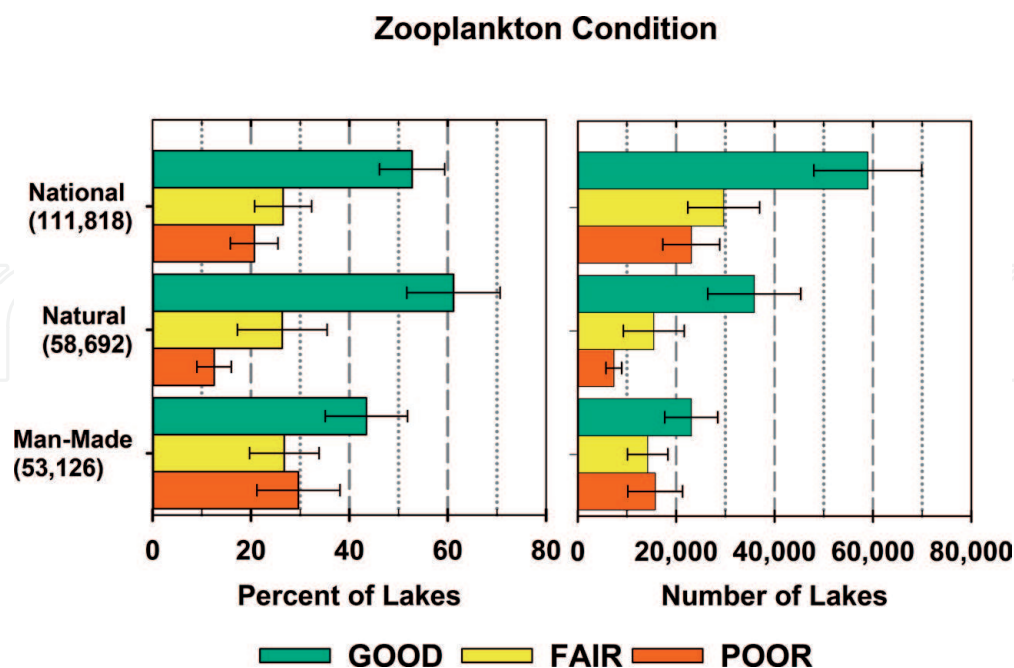 Zooplankton Condition
National
(111,818)
Natural
(58,692)
Man-Made
(53,126)
0 20 40 60 80
0 20,000 40,000 60,000 80,000
Percent of Lakes
Number of Lakes
GOOD FAIR POOR